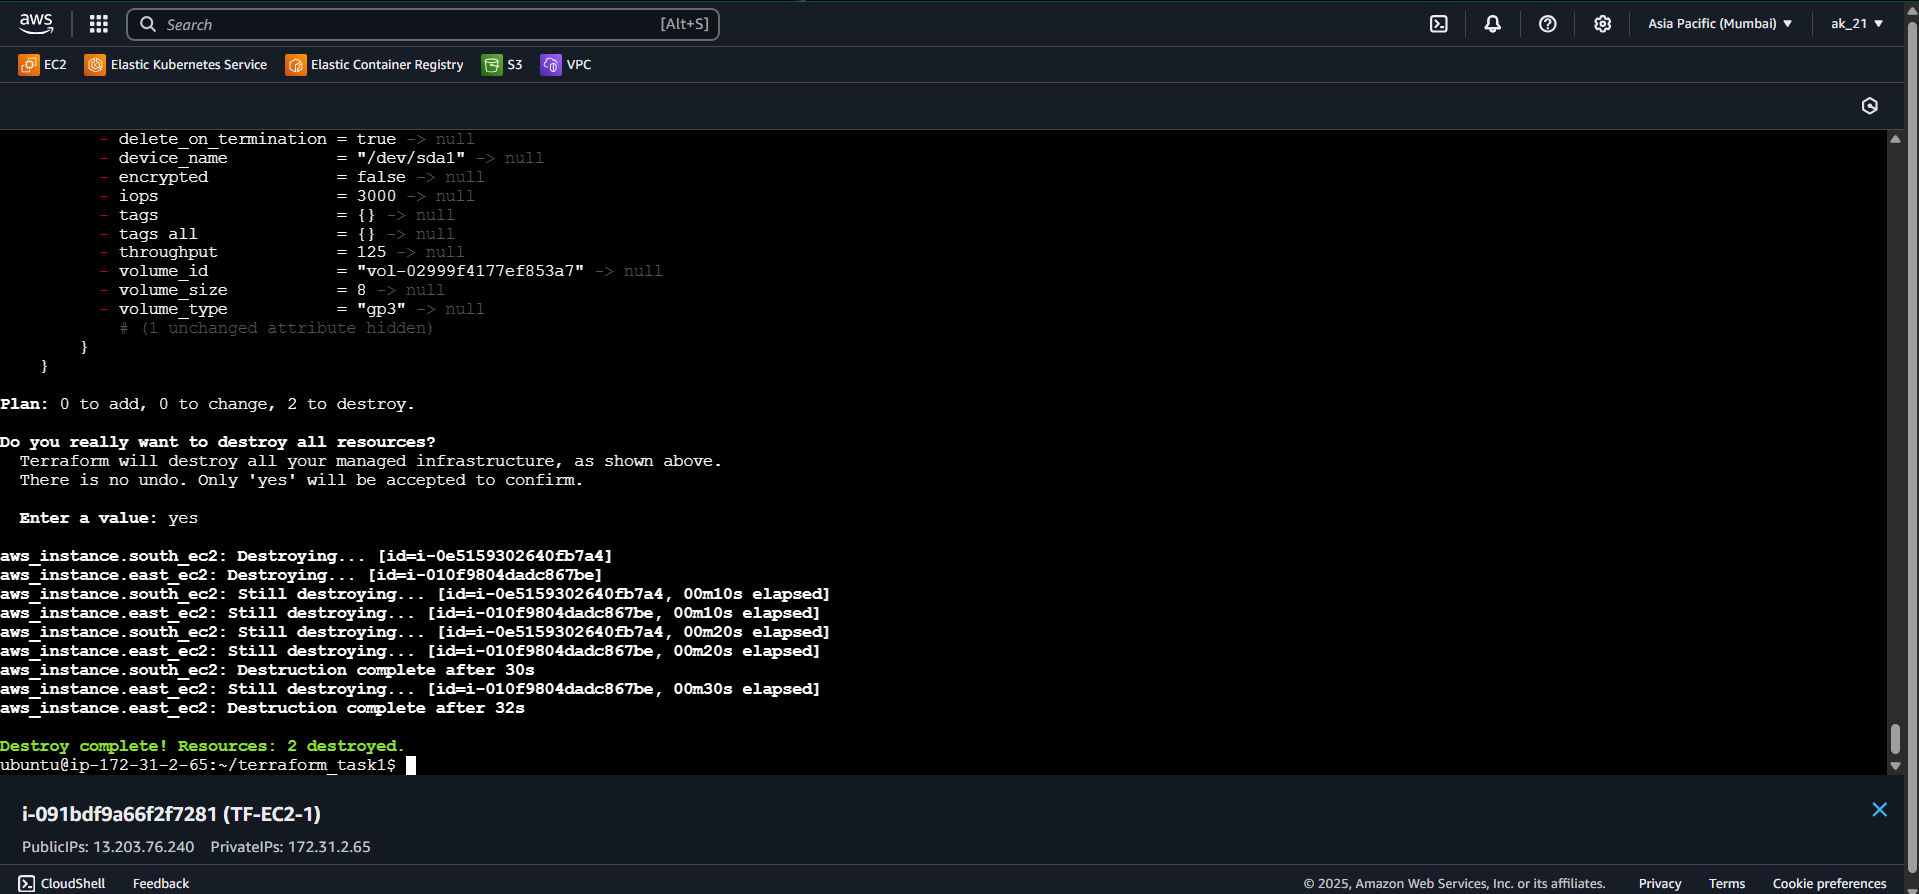 aws
Search [Alt+S]
Asia Pacific (Mumbai) ▼ ak_21 ▼
EC2 Elastic Kubernetes Service Elastic Container Registry S3 VPC
- delete_on_termination = true -> null
- device_name = "/dev/sda1" -> null
- encrypted = false -> null
- iops = 3000 -> null
- tags = {} -> null
- tags_all = {} -> null
- throughput = 125 -> null
- volume_id = "vol-02999f4177ef853a7" -> null
- volume_size = 8 -> null
- volume_type = "gp3" -> null
# (1 unchanged attribute hidden)
}
}
Plan: 0 to add, 0 to change, 2 to destroy.
Do you really want to destroy all resources?
Terraform will destroy all your managed infrastructure, as shown above.
There is no undo. Only 'yes' will be accepted to confirm.
Enter a value: yes
aws_instance.south_ec2: Destroying... [id=i-0e5159302640fb7a4]
aws_instance.east_ec2: Destroying... [id=i-010f9804dadc867be]
aws_instance.south_ec2: Still destroying... [id=i-0e5159302640fb7a4, 00m10s elapsed]
aws_instance.east_ec2: Still destroying... [id=i-010f9804dadc867be, 00m10s elapsed]
aws_instance.south_ec2: Still destroying... [id=i-0e5159302640fb7a4, 00m20s elapsed]
aws_instance.east_ec2: Still destroying... [id=i-010f9804dadc867be, 00m20s elapsed]
aws_instance.south_ec2: Destruction complete after 30s
aws_instance.east_ec2: Still destroying... [id=i-010f9804dadc867be, 00m30s elapsed]
aws_instance.east_ec2: Destruction complete after 32s
Destroy complete! Resources: 2 destroyed.
ubuntu@ip-172-31-2-65:~/terraform_task1$
i-091bdf9a66f2f7281 (TF-EC2-1)
PublicIPs: 13.203.76.240 PrivateIPs: 172.31.2.65
CloudShell Feedback © 2025, Amazon Web Services, Inc. or its affiliates. Privacy Terms Cookie preferences